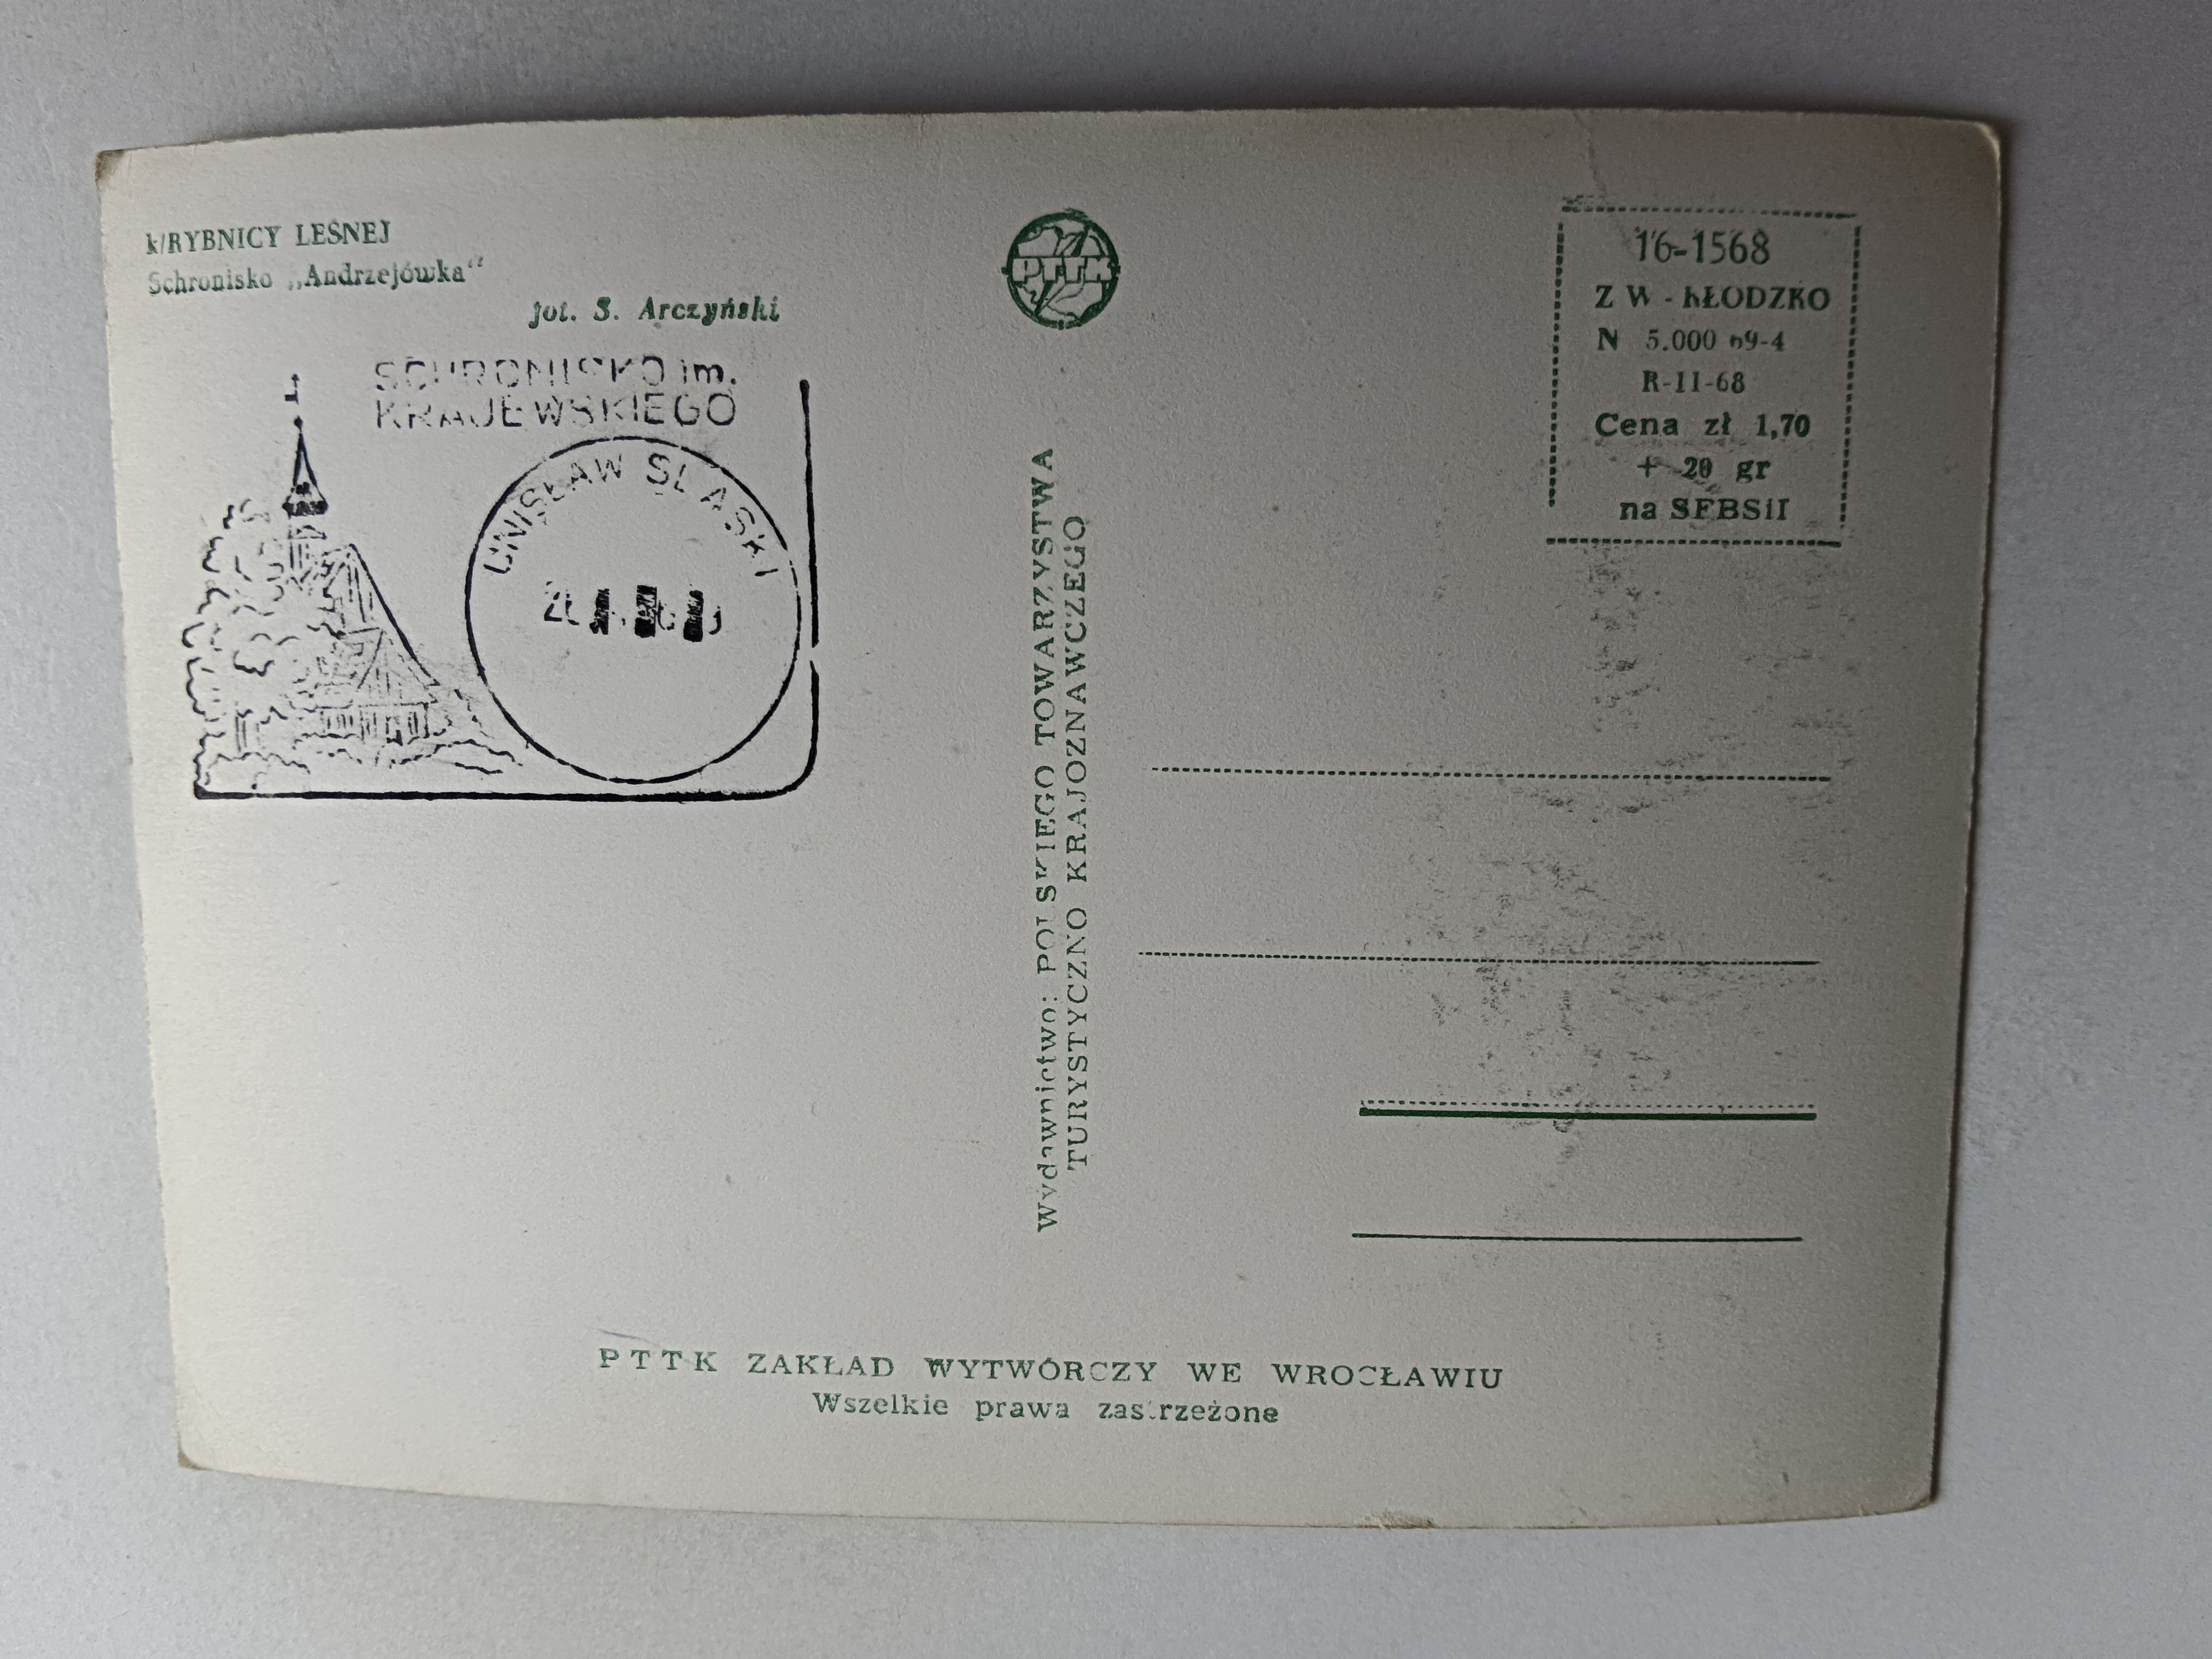 k/RYBNICY LEŚNEJ
Schronisko „Andrzejówka“
fot. S. Arczyński
SCHRONISKO im.
KRAJEWSKIEGO
UNISŁAW ŚLĄSKI
PTTK
wydawnictwo: POLSKIEGO TOWARZYSTWA
TURYSTYCZNO KRAJOZNAWCZEGO
16-1568
Z W - KŁODZKO
N 5.000 69-4
R-11-68
Cena zł 1,70
+ 20 gr
na SFBSiI
PTTK ZAKŁAD WYTWÓRCZY WE WROCŁAWIU
Wszelkie prawa zastrzeżone